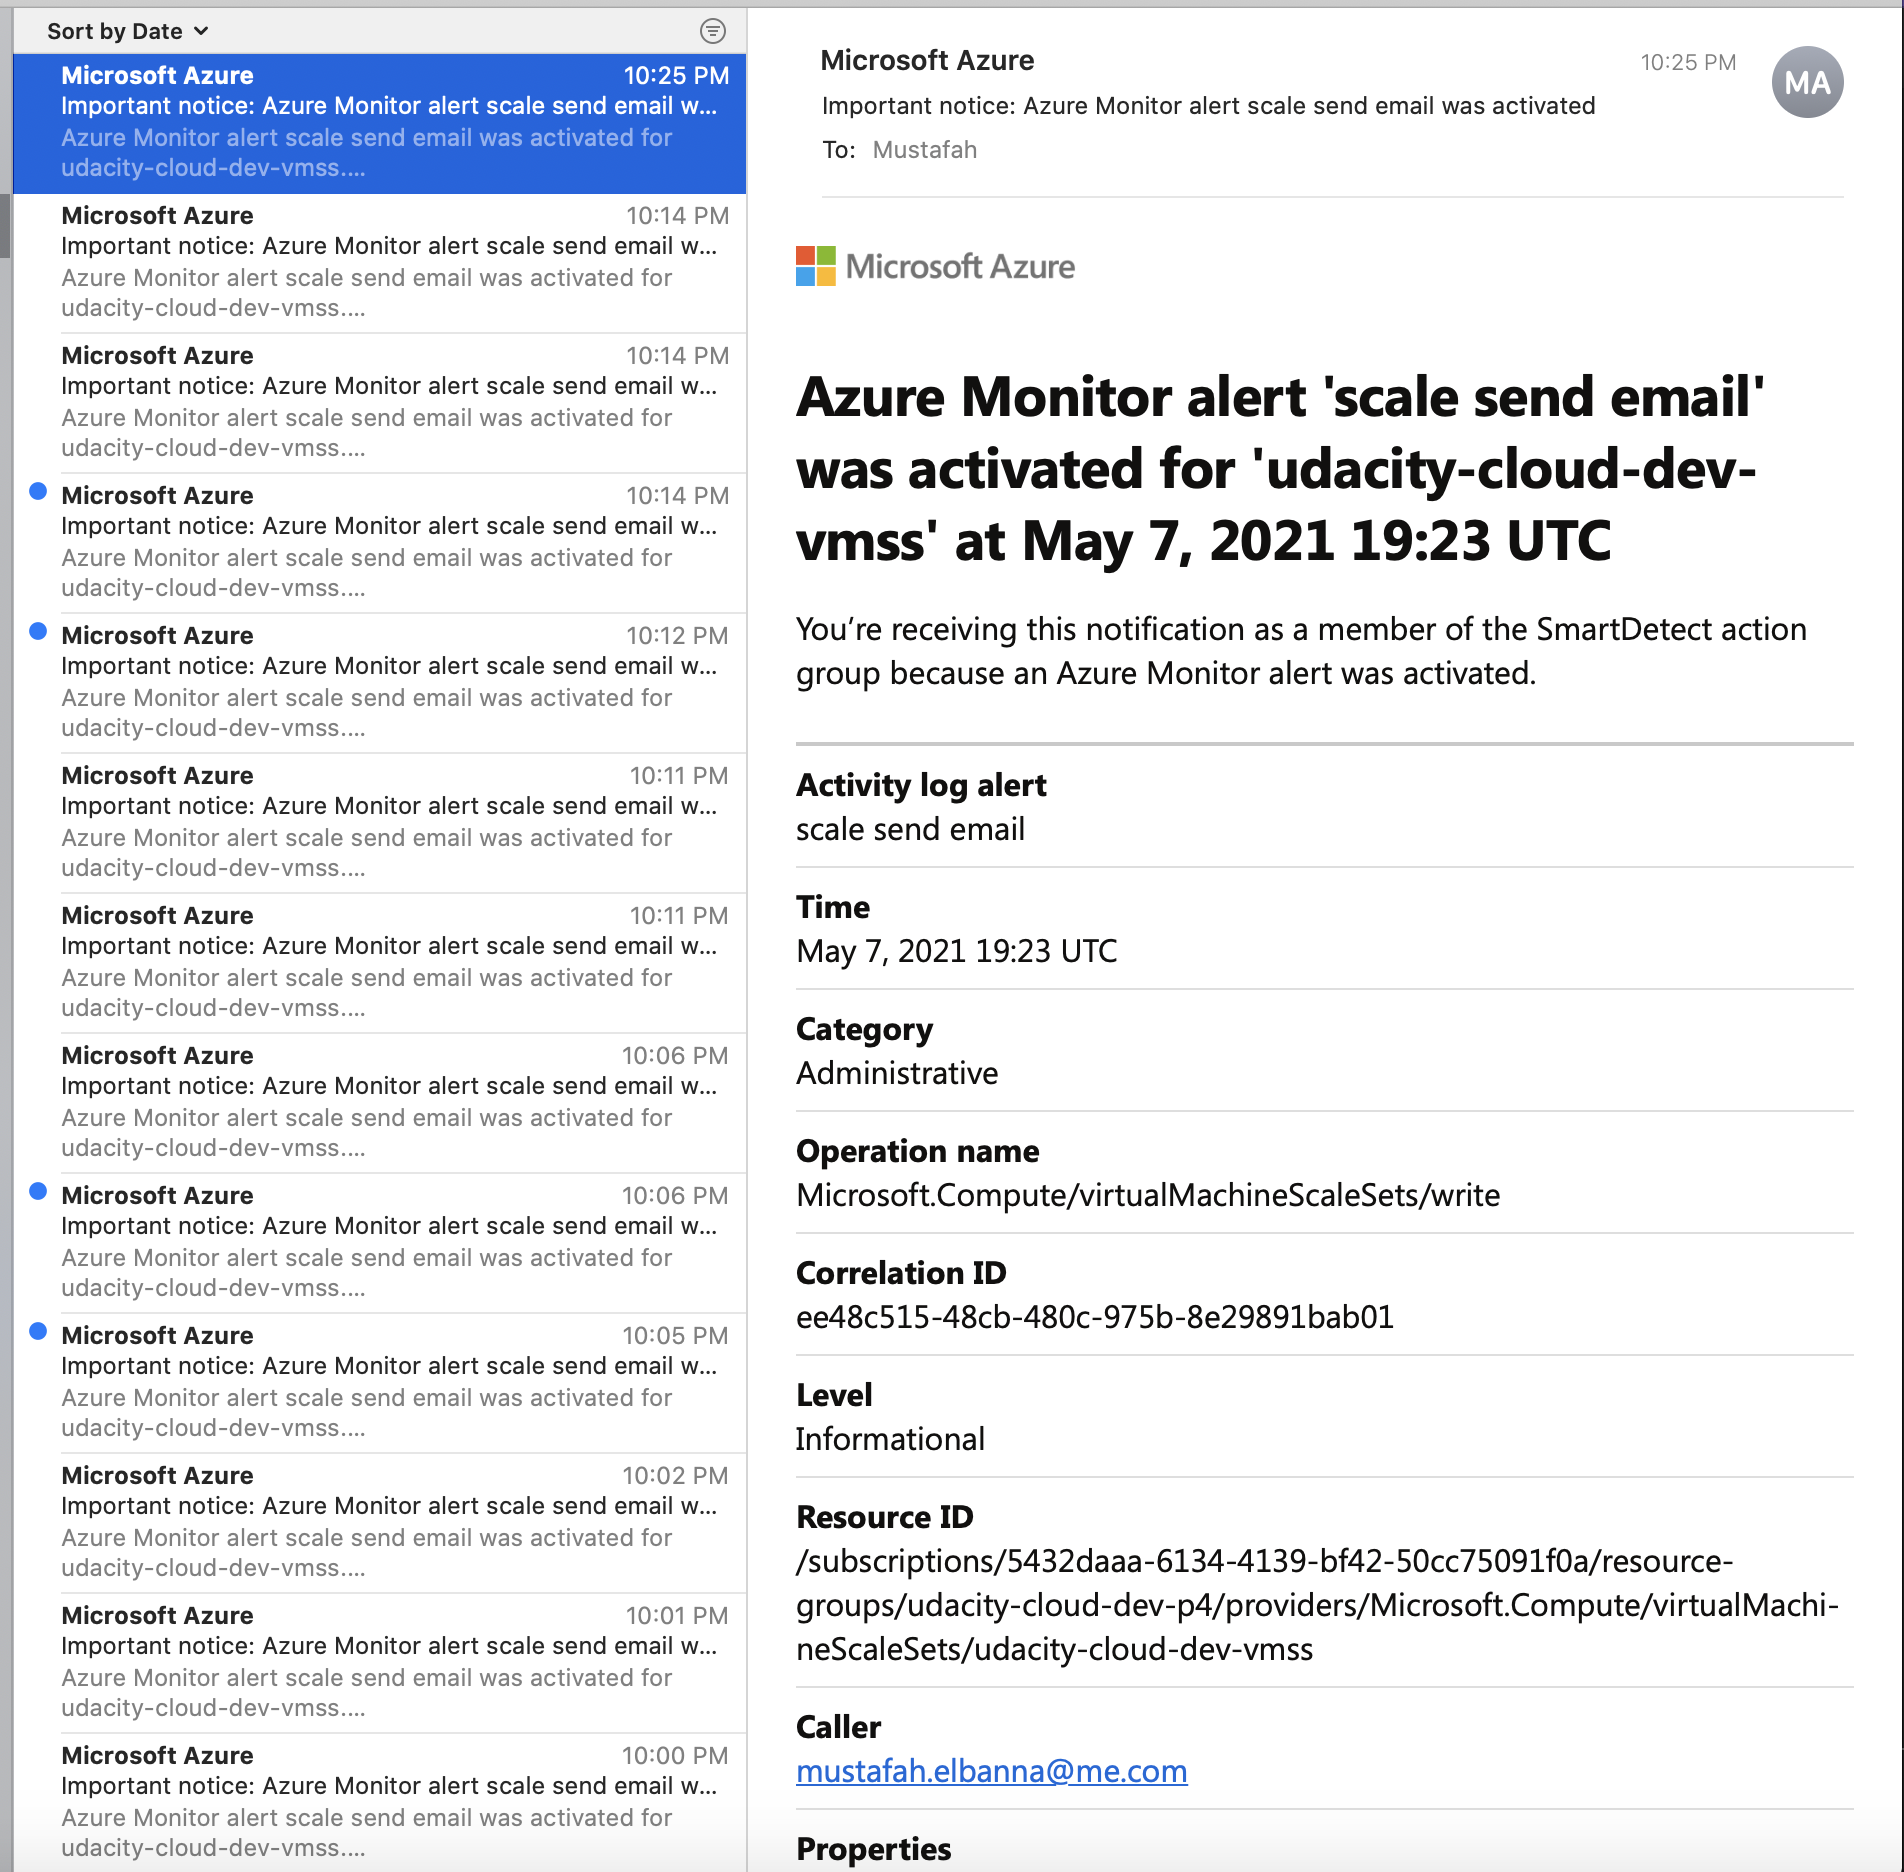 Sort by Date
Microsoft Azure 10:25 PM
Important notice: Azure Monitor alert scale send email w...
Azure Monitor alert scale send email was activated for
udacity-cloud-dev-vmss....
Microsoft Azure 10:14 PM
Important notice: Azure Monitor alert scale send email w...
Azure Monitor alert scale send email was activated for
udacity-cloud-dev-vmss....
Microsoft Azure 10:14 PM
Important notice: Azure Monitor alert scale send email w...
Azure Monitor alert scale send email was activated for
udacity-cloud-dev-vmss....
Microsoft Azure 10:14 PM
Important notice: Azure Monitor alert scale send email w...
Azure Monitor alert scale send email was activated for
udacity-cloud-dev-vmss....
Microsoft Azure 10:12 PM
Important notice: Azure Monitor alert scale send email w...
Azure Monitor alert scale send email was activated for
udacity-cloud-dev-vmss....
Microsoft Azure 10:11 PM
Important notice: Azure Monitor alert scale send email w...
Azure Monitor alert scale send email was activated for
udacity-cloud-dev-vmss....
Microsoft Azure 10:11 PM
Important notice: Azure Monitor alert scale send email w...
Azure Monitor alert scale send email was activated for
udacity-cloud-dev-vmss....
Microsoft Azure 10:06 PM
Important notice: Azure Monitor alert scale send email w...
Azure Monitor alert scale send email was activated for
udacity-cloud-dev-vmss....
Microsoft Azure 10:06 PM
Important notice: Azure Monitor alert scale send email w...
Azure Monitor alert scale send email was activated for
udacity-cloud-dev-vmss....
Microsoft Azure 10:05 PM
Important notice: Azure Monitor alert scale send email w...
Azure Monitor alert scale send email was activated for
udacity-cloud-dev-vmss....
Microsoft Azure 10:02 PM
Important notice: Azure Monitor alert scale send email w...
Azure Monitor alert scale send email was activated for
udacity-cloud-dev-vmss....
Microsoft Azure 10:01 PM
Important notice: Azure Monitor alert scale send email w...
Azure Monitor alert scale send email was activated for
udacity-cloud-dev-vmss....
Microsoft Azure 10:00 PM
Important notice: Azure Monitor alert scale send email w...
Azure Monitor alert scale send email was activated for
udacity-cloud-dev-vmss....
Microsoft Azure 10:25 PM MA
Important notice: Azure Monitor alert scale send email was activated
To: Mustafah
Microsoft Azure
Azure Monitor alert 'scale send email'
was activated for 'udacity-cloud-dev-
vmss' at May 7, 2021 19:23 UTC
You’re receiving this notification as a member of the SmartDetect action
group because an Azure Monitor alert was activated.
Activity log alert
scale send email
Time
May 7, 2021 19:23 UTC
Category
Administrative
Operation name
Microsoft.Compute/virtualMachineScaleSets/write
Correlation ID
ee48c515-48cb-480c-975b-8e29891bab01
Level
Informational
Resource ID
/subscriptions/5432daaa-6134-4139-bf42-50cc75091f0a/resource-
groups/udacity-cloud-dev-p4/providers/Microsoft.Compute/virtualMachi-
neScaleSets/udacity-cloud-dev-vmss
Caller
mustafah.elbanna@me.com
Properties